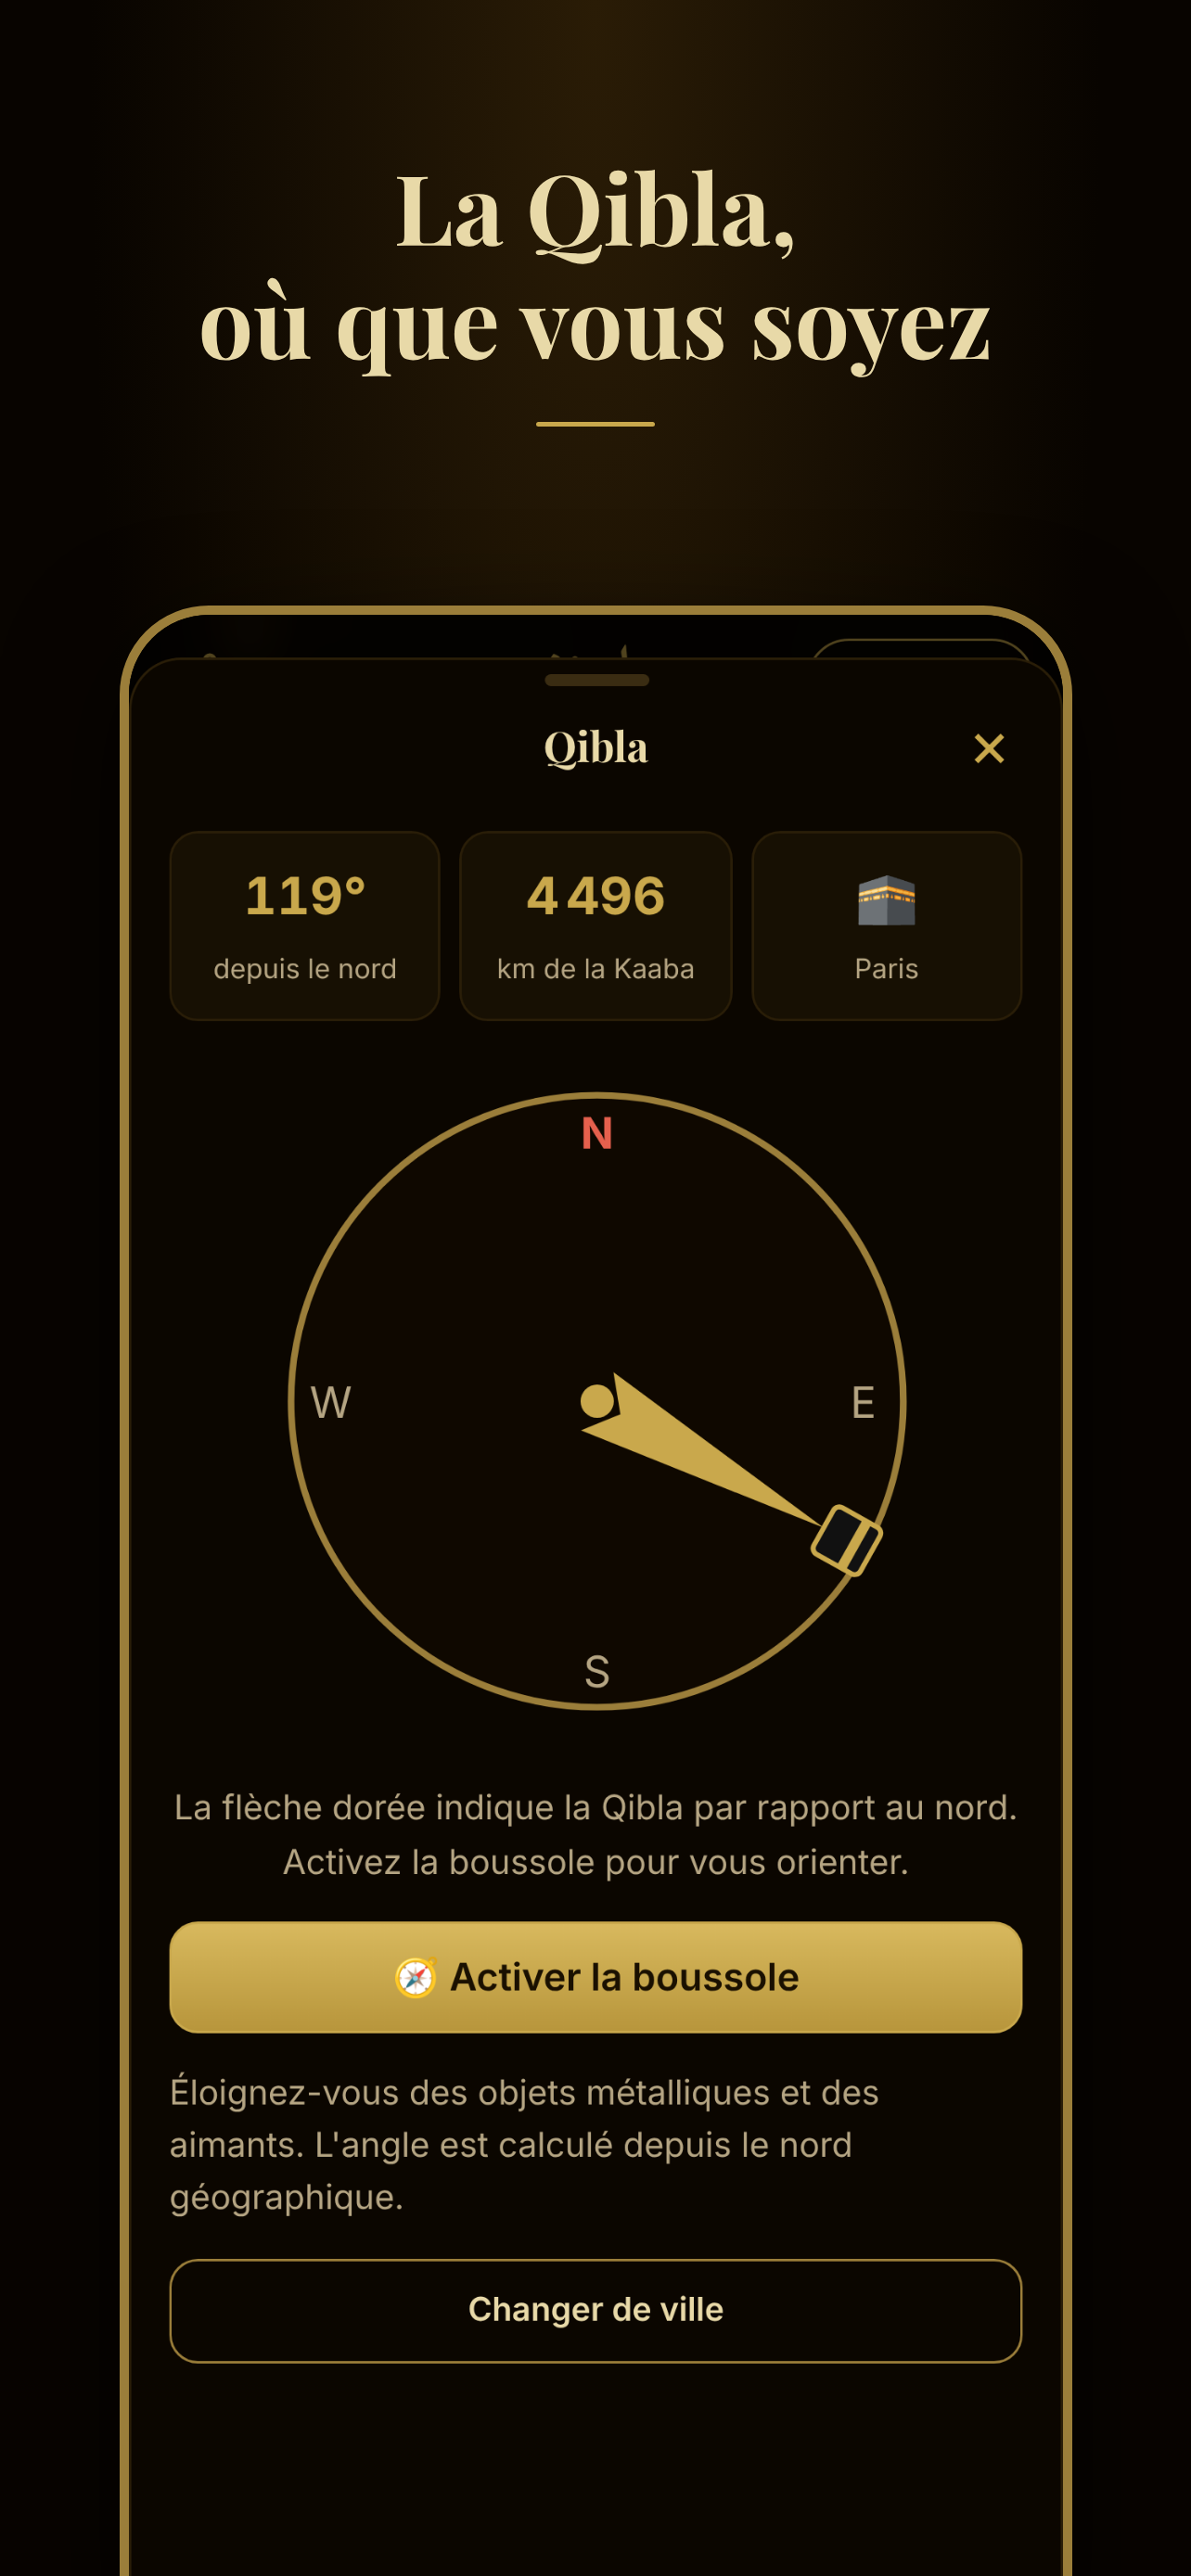 La Qibla,
où que vous soyez
Qibla
✕
119°
depuis le nord
4 496
km de la Kaaba
Paris
N
W
E
S
La flèche dorée indique la Qibla par rapport au nord.
Activez la boussole pour vous orienter.
Activer la boussole
Éloignez-vous des objets métalliques et des
aimants. L'angle est calculé depuis le nord
géographique.
Changer de ville